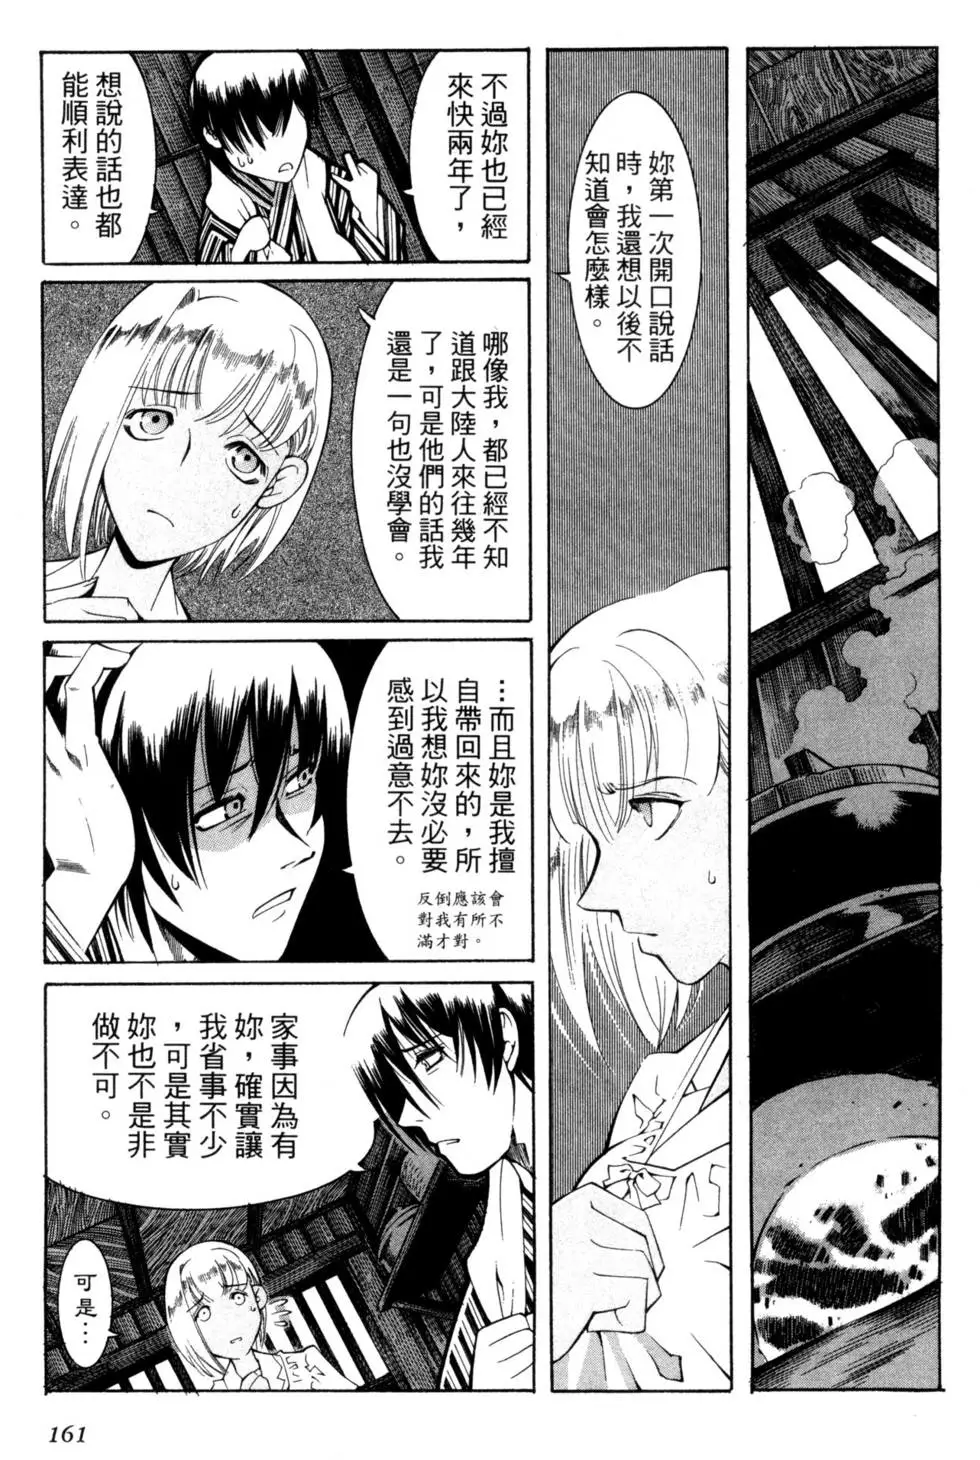 妳第一次開口說話
時，我還想以後不
知道會怎麼樣。
不過妳也已經
來快兩年了，
想說的話也都
能順利表達。
哪像我，都已經不知
道跟大陸人來往幾年
了，可是他們的話我
還是一句也沒學會。
…而且妳是我擅
自帶回來的，所
以我想妳沒必要
感到過意不去。
反倒應該會
對我有所不
滿才對。
家事因為有
妳，確實讓
我省事不少
，可是其實
妳也不是非
做不可。
可是…
161